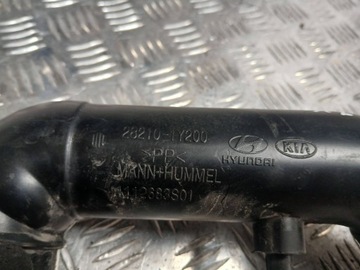 28210-1Y200
>PP<
MANN+HUMMEL
HYUNDAI
KIA